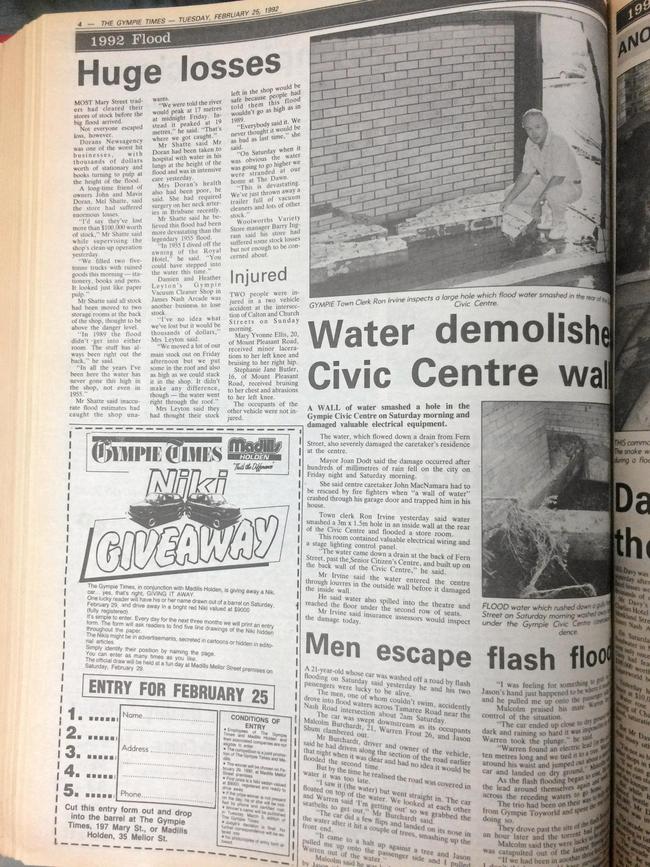 4 — THE GYMPIE TIMES — TUESDAY, FEBRUARY 25, 1992
1992 Flood
Huge losses
MOST Mary Street trad-
ers had cleared their
stores of stock before the
big flood arrived.
Not everyone escaped
loss, however.
Dorans Newsagency
was one of the worst hit
businesses, with
thousands of dollars
worth of stationery and
books turning to pulp at
the height of the flood.
A long-time friend of
owners John and Mavis
Doran, Mel Shatte, said
the store had suffered
enormous losses.
"I'd say they've lost
more than $100,000 worth
of stock," Mr Shatte said
while supervising the
shop's clean-up operation
yesterday.
"We filled two five-
tonne trucks with ruined
goods this morning — sta-
tionery, books and pens.
It looked just like paper
pulp."
Mr Shatte said all stock
had been moved to two
storage rooms at the back
of the shop, thought to be
above the danger level.
"In 1989 the flood
didn't get into either
room. The stuff has al-
ways been right out the
back," he said.
"In all the years I've
been here the water has
never gone this high in
the shop, not even in
1955."
Mr Shatte said inaccu-
rate flood estimates had
caught the shop una-
wares.
"We were told the river
would peak at 17 metres
at midnight Friday. In-
stead it peaked at 19
metres," he said. "That's
where we got caught."
Mr Shatte said Mr
Doran had been taken to
hospital with water in his
lungs at the height of the
flood and was in intensive
care yesterday.
Mrs Doran's health
also had been poor, he
said. She had required
surgery on her neck arter-
ies in Brisbane recently.
Mr Shatte said he be-
lieved this flood had been
more devastating than the
legendary 1955 flood.
"In 1955 I dived off the
awning of the Royal
Hotel," he said. "You
could have stepped into
the water this time."
Damien and Heather
Leyton's Gympie
Vacuum Cleaner Shop in
James Nash Arcade was
another business to lose
stock.
"I've no idea what
we've lost but it would be
thousands of dollars,"
Mrs Leyton said.
"We moved a lot of our
main stock out on Friday
afternoon but we put
some in the roof and also
as high as we could stack
it in the shop. It didn't
make any difference,
though — the water went
right through the roof."
Mrs Leyton said they
had thought their stock
left in the shop would be
safe because people had
told them this flood
wouldn't go as high as in
1989.
"Everybody said it. We
never thought it would be
as bad as last time," she
said.
"On Saturday when it
was obvious the water
was going to go higher we
were stranded at our
home at The Dawn.
"This is devastating.
We've just thrown away a
trailer full of vacuum
cleaners and lots of other
stock."
Woolworths Variety
Store manager Barry Ing-
ram said his store had
suffered some stock losses
but not enough to be con-
cerned about.
Injured
TWO people were in-
jured in a two vehicle
accident at the intersec-
tion of Calton and Church
Streets on Sunday
morning.
Mary Yvonne Ellis, 20,
of Mount Pleasant Road,
received minor lacera-
tions to her left knee and
bruising to her right hip.
Stephanie Jane Butler,
16, of Mount Pleasant
Road, received bruising
to her chest and abrasions
to her left knee.
The occupants of the
other vehicle were not in-
jured.
GYMPIE Town Clerk Ron Irvine inspects a large hole which flood water smashed in the rear of the
Civic Centre.
Water demolishe
Civic Centre wal
A WALL of water smashed a hole in the
Gympie Civic Centre on Saturday morning and
damaged valuable electrical equipment.
The water, which flowed down a drain from Fern
Street, also severely damaged the caretaker's residence
at the centre.
Mayor Joan Dodt said the damage occurred after
hundreds of millimetres of rain fell on the city on
Friday night and Saturday morning.
She said centre caretaker John MacNamara had to
be rescued by fire fighters when "a wall of water"
crashed through his garage door and trapped him in his
house.
Town clerk Ron Irvine yesterday said water
smashed a 3m x 1.5m hole in an inside wall at the rear
of the Civic Centre and flooded a store room.
This room contained valuable electrical wiring and
a stage lighting control panel.
"The water came down a drain at the back of Fern
Street, past the Senior Citizen's Centre, and built up on
the back wall of the Civic Centre," he said.
Mr Irvine said the water entered the centre
through louvres in the outside wall before it damaged
the inside wall.
He said water also spilled into the theatre and
reached the floor under the second row of seats.
Mr Irvine said insurance assessors would inspect
the damage today.
FLOOD water which rushed down a gully
Street on Saturday morning washed
under the Gympie Civic Centre
dence.
Men escape flash flood
A 21-year-old whose car was washed off a road by flash
flooding on Saturday said yesterday he and his two
passengers were lucky to be alive.
The men, one of whom couldn't swim, accidently
drove into flood waters across Tamaree Road near the
Nash Road intersection about 2am Saturday.
The car was swept downstream as its occupants
Malcolm Burchardt, 21, Warren Frost 26, and Jason
Shum clambered out.
Mr Burchardt, driver and owner of the vehicle,
said he had driven along the section of the road earlier
that night when it was clear and had no idea it would be
flooded the second time.
But by the time he realised the road was covered in
water it was too late.
"I saw it (the water) but went straight in. The car
floated on top of the water. We looked at each other
and Warren said 'I'm getting out' so we grabbed the
seatbelts to get out," Mr Burchardt said.
"The car did a few flips and landed on its nose in
the water after it hit a couple of trees, smashing up the
front end.
"It came to a halt up against a tree and Jason
pulled me up onto the passenger side and I pulled
Warren out of the water."
"I was feeling for something to
Jason's hand just happened to be
and he pulled me up onto the passenger
Malcolm praised his mate Warren
control of the situation.
"The car ended up close to dry
dark and raining so hard it was
Warren took the plunge," he said.
"Warren found an electric
ten metres long and we tied it
around his waist and jumped
car and landed on dry ground,"
As the flash flooding began
the lead around themselves
across the receding waters to
The trio had been on their way
from Gympie Toyworld and
doing so.
They drove past the site
an hour later and the torrent had
Malcolm said they were
catapulted out of the
"If we had been in
GYMPIE TIMES
Madills
HOLDEN
"That's the Difference"
Niki
GIVEAWAY
The Gympie Times, in conjunction with Madills Holden, is giving away a Niki
car... yes, that's right, GIVING IT AWAY.
One lucky reader will have his or her name drawn out of a barrel on Saturday,
February 29, and drive away in a bright red Niki valued at $9000
(fully registered).
It's simple to enter. Every day for the next three months we will print an entry
form. The form will ask readers to find five line drawings of the Niki hidden
throughout the paper.
The Nikis might be in advertisements, secreted in cartoons or hidden in edito-
rial articles.
Simply identify their position by naming the page.
You can enter as many times as you like.
The official draw will be held at a fun day at Madills Mellor Street premises on
Saturday, February 29.
ENTRY FOR FEBRUARY 25
1. ......
2. ......
3. ......
4. ......
5. ......
Name
Address
Phone
CONDITIONS OF
ENTRY
Cut this entry form out and drop
into the barrel at The Gympie
Times, 197 Mary St, or Madills
Holden, 35 Mellor St.
199
ANO
THIS
The snake w
during a floo
Da
the